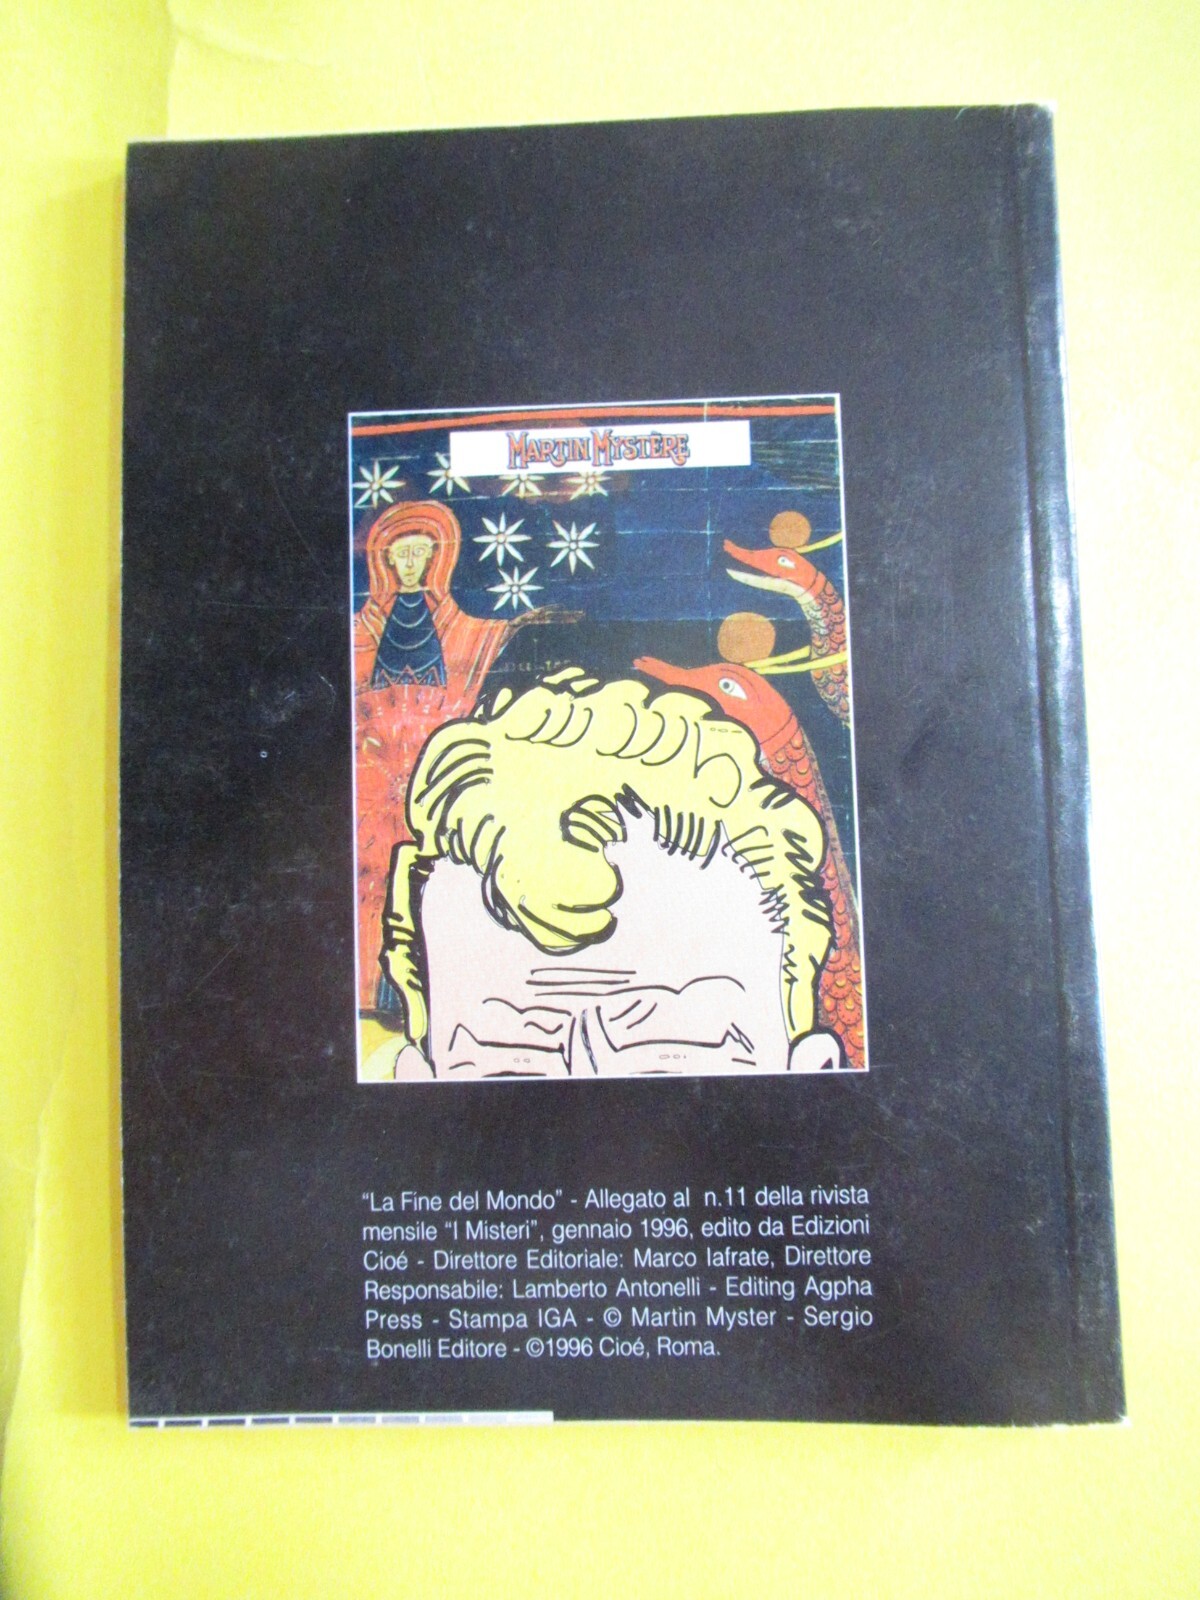 MARTIN MYSTÈRE
"La Fine del Mondo" - Allegato al n.11 della rivista
mensile "I Misteri", gennaio 1996, edito da Edizioni
Cioé - Direttore Editoriale: Marco Iafrate, Direttore
Responsabile: Lamberto Antonelli - Editing Agpha
Press - Stampa IGA - © Martin Myster - Sergio
Bonelli Editore - ©1996 Cioé, Roma.